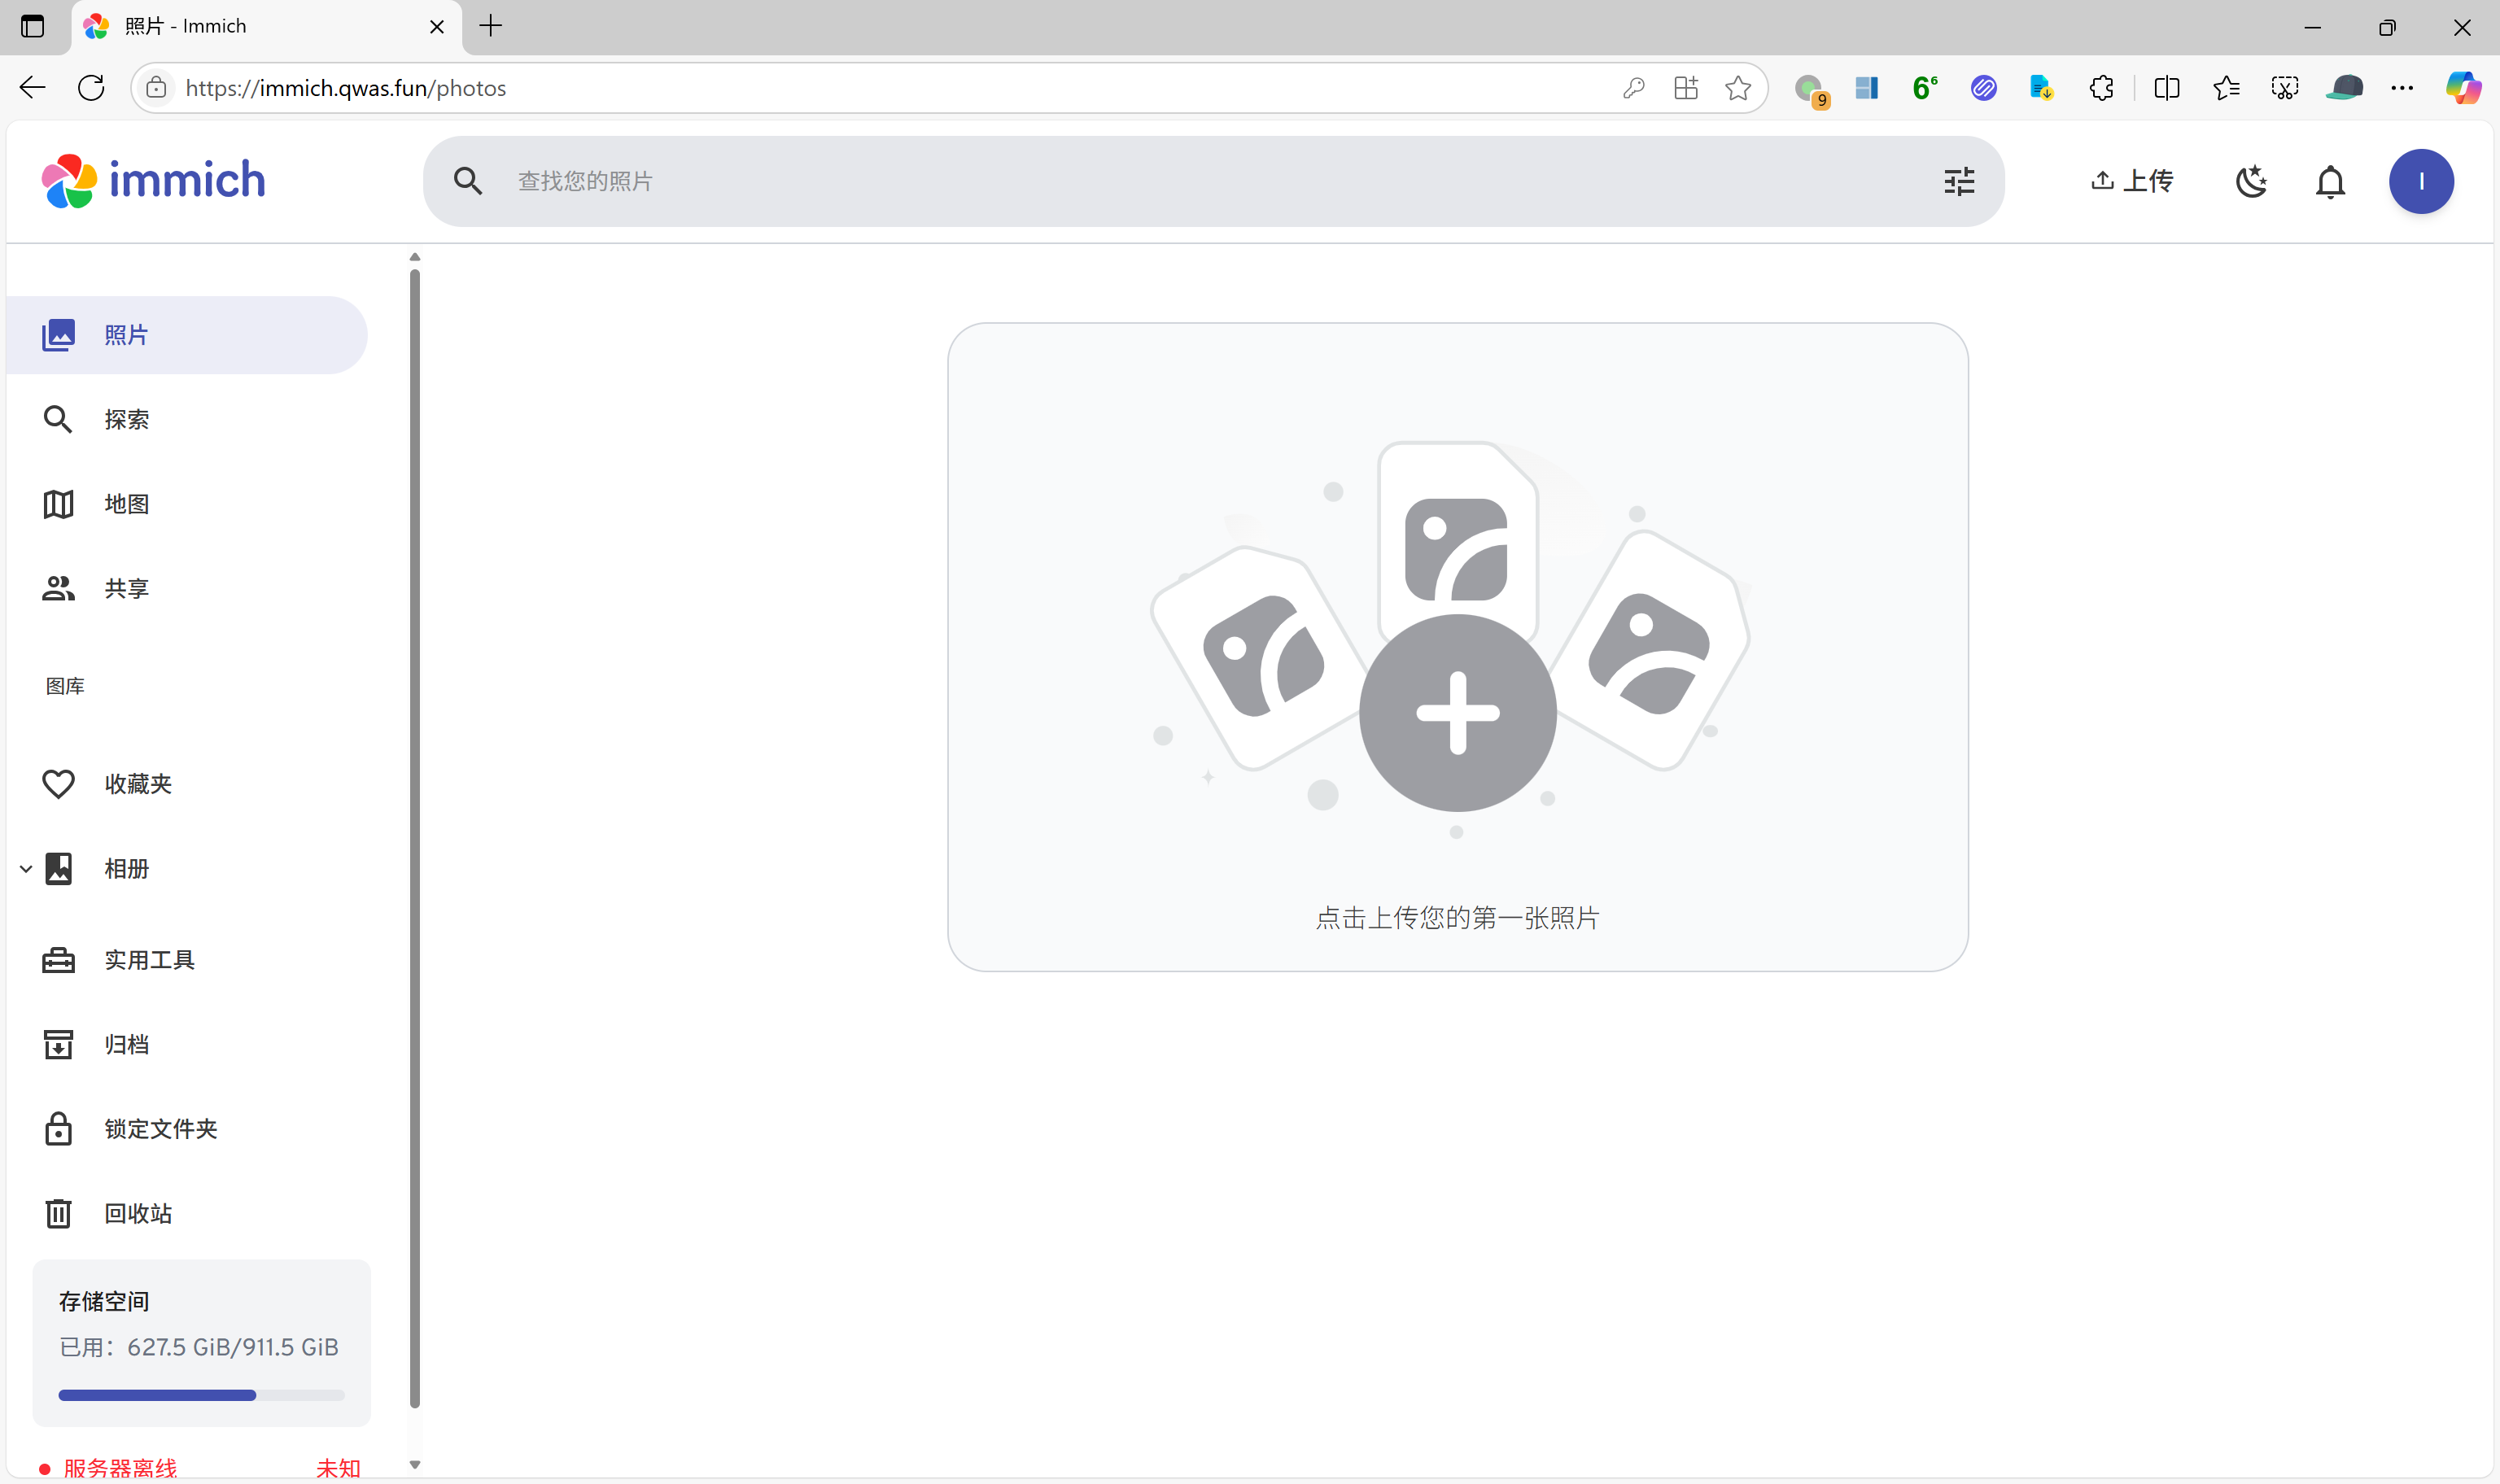 照片 - Immich
https://immich.qwas.fun/photos
9
6⁶
immich
查找您的照片
上传
I
照片
探索
地图
共享
图库
收藏夹
相册
实用工具
归档
锁定文件夹
回收站
存储空间
已用：627.5 GiB/911.5 GiB
服务器离线
未知
点击上传您的第一张照片